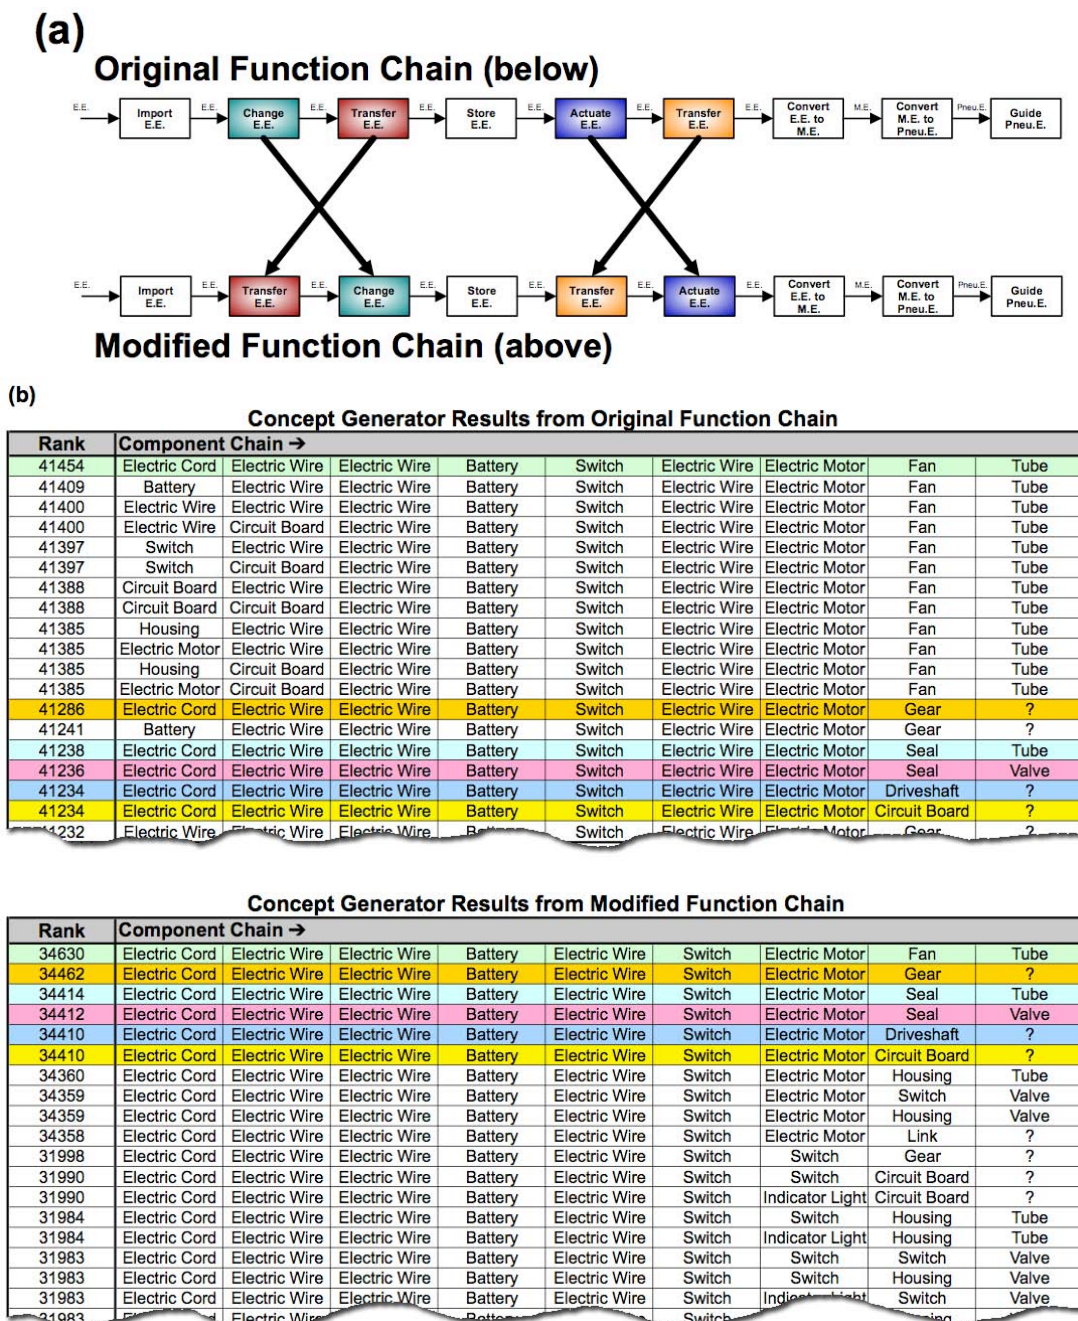 (a)
Original Function Chain (below)
E.E. Import E.E. E.E. Change E.E. E.E. Transfer E.E. E.E. Store E.E. E.E. Actuate E.E. E.E. Transfer E.E. E.E. Convert E.E. to M.E. M.E. Convert M.E. to Pneu.E. Pneu.E. Guide Pneu.E.
E.E. Import E.E. E.E. Transfer E.E. E.E. Change E.E. E.E. Store E.E. E.E. Transfer E.E. E.E. Actuate E.E. E.E. Convert E.E. to M.E. M.E. Convert M.E. to Pneu.E. Pneu.E. Guide Pneu.E.
Modified Function Chain (above)
(b)
Concept Generator Results from Original Function Chain
Rank Component Chain →
41454 Electric Cord Electric Wire Electric Wire Battery Switch Electric Wire Electric Motor Fan Tube
41409 Battery Electric Wire Electric Wire Battery Switch Electric Wire Electric Motor Fan Tube
41400 Electric Wire Electric Wire Electric Wire Battery Switch Electric Wire Electric Motor Fan Tube
41400 Electric Wire Circuit Board Electric Wire Battery Switch Electric Wire Electric Motor Fan Tube
41397 Switch Electric Wire Electric Wire Battery Switch Electric Wire Electric Motor Fan Tube
41397 Switch Circuit Board Electric Wire Battery Switch Electric Wire Electric Motor Fan Tube
41388 Circuit Board Electric Wire Electric Wire Battery Switch Electric Wire Electric Motor Fan Tube
41388 Circuit Board Circuit Board Electric Wire Battery Switch Electric Wire Electric Motor Fan Tube
41385 Housing Electric Wire Electric Wire Battery Switch Electric Wire Electric Motor Fan Tube
41385 Electric Motor Electric Wire Electric Wire Battery Switch Electric Wire Electric Motor Fan Tube
41385 Housing Circuit Board Electric Wire Battery Switch Electric Wire Electric Motor Fan Tube
41385 Electric Motor Circuit Board Electric Wire Battery Switch Electric Wire Electric Motor Fan Tube
41286 Electric Cord Electric Wire Electric Wire Battery Switch Electric Wire Electric Motor Gear ?
41241 Battery Electric Wire Electric Wire Battery Switch Electric Wire Electric Motor Gear ?
41238 Electric Cord Electric Wire Electric Wire Battery Switch Electric Wire Electric Motor Seal Tube
41236 Electric Cord Electric Wire Electric Wire Battery Switch Electric Wire Electric Motor Seal Valve
41234 Electric Cord Electric Wire Electric Wire Battery Switch Electric Wire Electric Motor Driveshaft ?
41234 Electric Cord Electric Wire Electric Wire Battery Switch Electric Wire Electric Motor Circuit Board ?
Electric Wire Wire Electric Wire Switch Electric Wire Motor Gear ?
Concept Generator Results from Modified Function Chain
Rank Component Chain →
34630 Electric Cord Electric Wire Electric Wire Battery Electric Wire Switch Electric Motor Fan Tube
34462 Electric Cord Electric Wire Electric Wire Battery Electric Wire Switch Electric Motor Gear ?
34414 Electric Cord Electric Wire Electric Wire Battery Electric Wire Switch Electric Motor Seal Tube
34412 Electric Cord Electric Wire Electric Wire Battery Electric Wire Switch Electric Motor Seal Valve
34410 Electric Cord Electric Wire Electric Wire Battery Electric Wire Switch Electric Motor Driveshaft ?
34410 Electric Cord Electric Wire Electric Wire Battery Electric Wire Switch Electric Motor Circuit Board ?
34360 Electric Cord Electric Wire Electric Wire Battery Electric Wire Switch Electric Motor Housing Tube
34359 Electric Cord Electric Wire Electric Wire Battery Electric Wire Switch Electric Motor Switch Valve
34359 Electric Cord Electric Wire Electric Wire Battery Electric Wire Switch Electric Motor Housing Valve
34358 Electric Cord Electric Wire Electric Wire Battery Electric Wire Switch Electric Motor Link ?
31998 Electric Cord Electric Wire Electric Wire Battery Electric Wire Switch Switch Gear ?
31990 Electric Cord Electric Wire Electric Wire Battery Electric Wire Switch Switch Circuit Board ?
31990 Electric Cord Electric Wire Electric Wire Battery Electric Wire Switch Indicator Light Circuit Board ?
31984 Electric Cord Electric Wire Electric Wire Battery Electric Wire Switch Switch Housing Tube
31984 Electric Cord Electric Wire Electric Wire Battery Electric Wire Switch Indicator Light Housing Tube
31983 Electric Cord Electric Wire Electric Wire Battery Electric Wire Switch Switch Switch Valve
31983 Electric Cord Electric Wire Electric Wire Battery Electric Wire Switch Switch Housing Valve
31983 Electric Cord Electric Wire Electric Wire Battery Electric Wire Switch Indicator Light Switch Valve
Electric